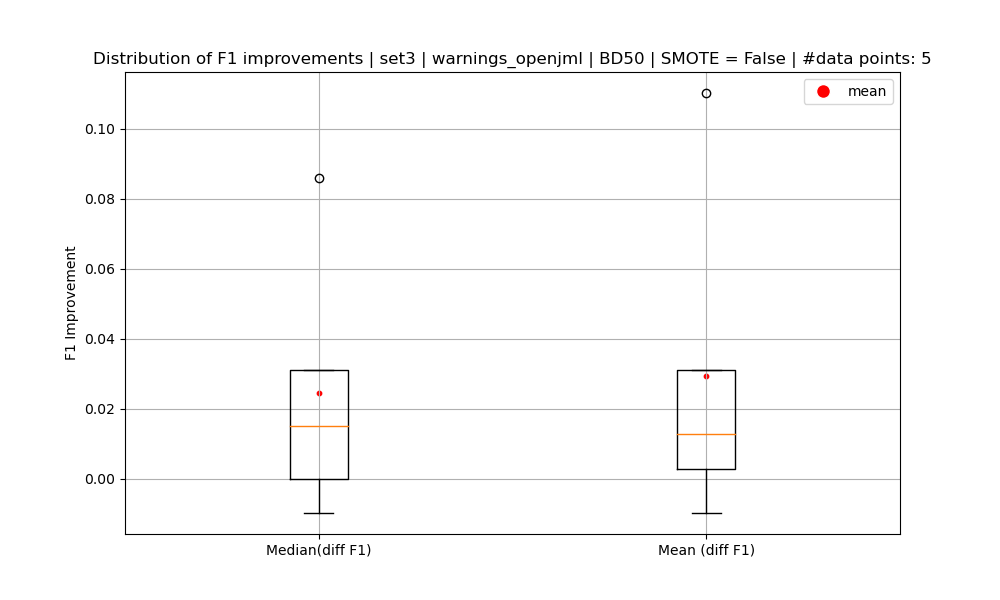 Distribution of F1 improvements | set3 | warnings_openjml | BD50 | SMOTE = False | #data points: 5
mean
0.10
0.08
0.06
0.04
0.02
0.00
F1 Improvement
Median(diff F1)
Mean (diff F1)